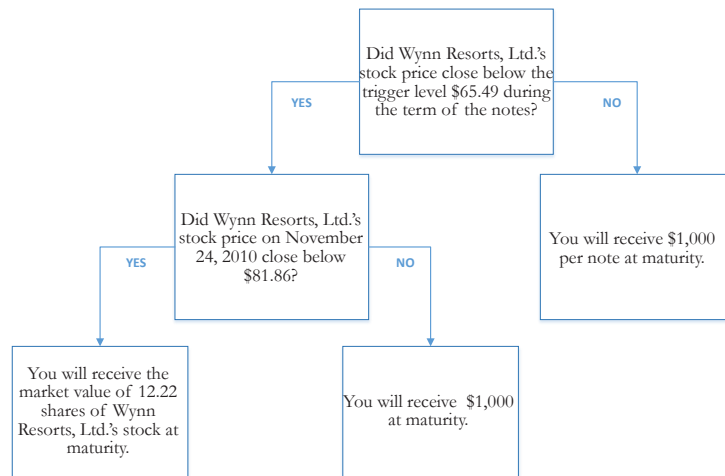 Did Wynn Resorts, Ltd.'s
stock price close below the
trigger level $65.49 during
the term of the notes?
YES
NO
Did Wynn Resorts, Ltd.'s
stock price on November
24, 2010 close below
$81.86?
You will receive $1,000
per note at maturity.
YES
NO
You will receive the
market value of 12.22
shares of Wynn
Resorts, Ltd.'s stock at
maturity.
You will receive $1,000
at maturity.